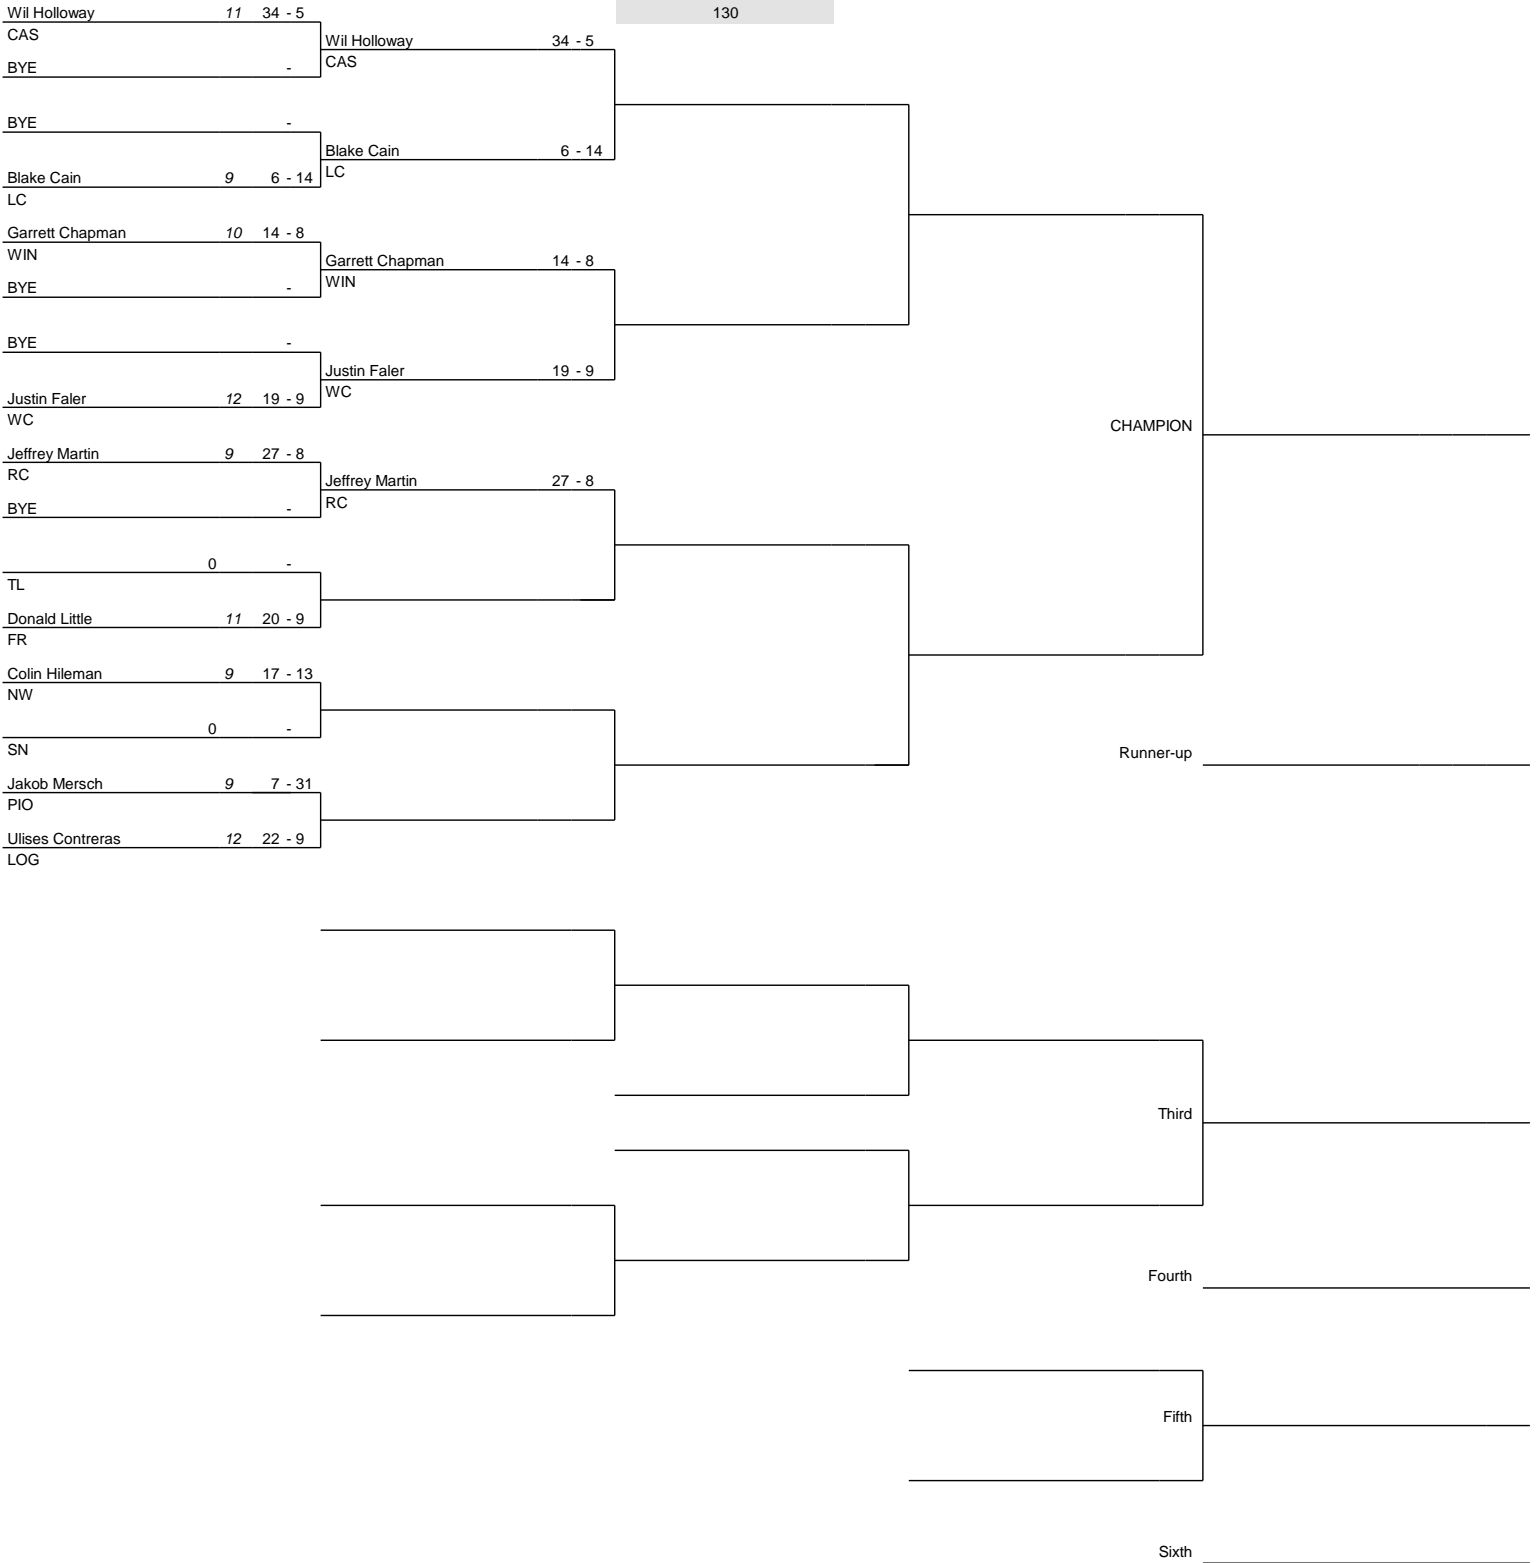 Wil Holloway 11 34 - 5
130
CAS
Wil Holloway 34 - 5
BYE -
CAS
BYE -
Blake Cain 6 - 14
Blake Cain 9 6 - 14
LC
LC
Garrett Chapman 10 14 - 8
WIN
Garrett Chapman 14 - 8
BYE -
WIN
BYE -
Justin Faler 19 - 9
Justin Faler 12 19 - 9
WC
WC
CHAMPION
Jeffrey Martin 9 27 - 8
RC
Jeffrey Martin 27 - 8
BYE -
RC
0 -
TL
Donald Little 11 20 - 9
FR
Colin Hileman 9 17 - 13
NW
0 -
SN
Runner-up
Jakob Mersch 9 7 - 31
PIO
Ulises Contreras 12 22 - 9
LOG
Third
Fourth
Fifth
Sixth